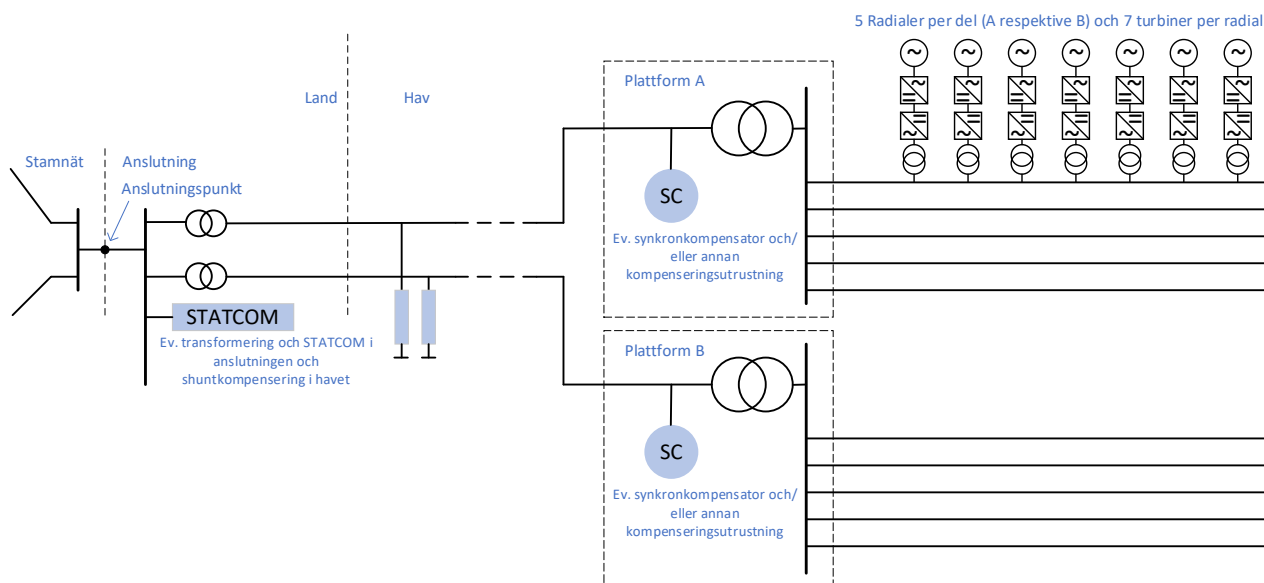 5 Radialer per del (A respektive B) och 7 turbiner per radial
Plattform A
Land
Hav
Stamnät
Anslutning
Anslutningspunkt
SC
Ev. synkronkompensator och/
eller annan
kompenseringsutrustning
STATCOM
Ev. transformering och STATCOM i
anslutningen och
shuntkompensering i havet
Plattform B
SC
Ev. synkronkompensator och/
eller annan
kompenseringsutrustning